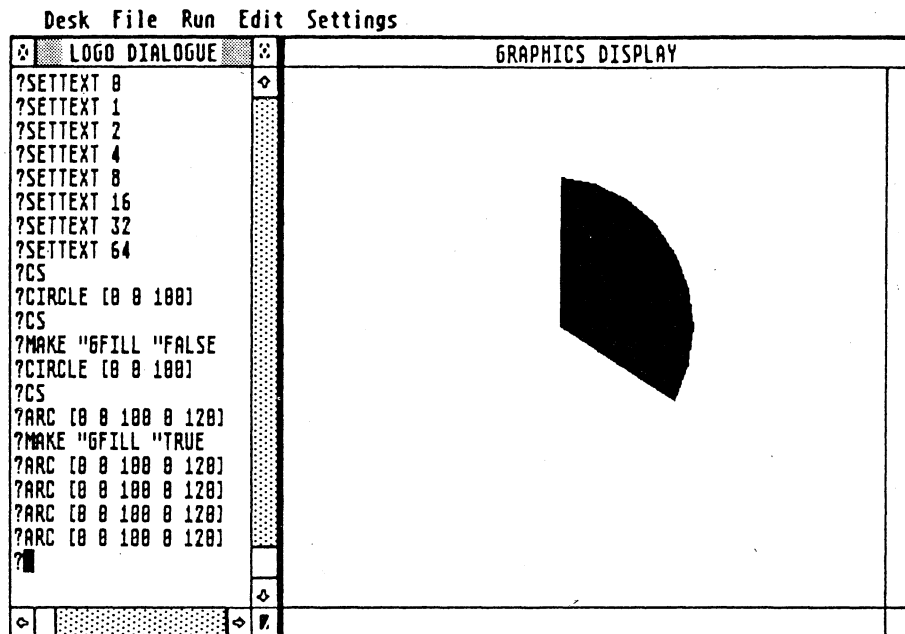 Desk File Run Edit Settings
LOGO DIALOGUE
?SETTEXT 0
?SETTEXT 1
?SETTEXT 2
?SETTEXT 4
?SETTEXT 8
?SETTEXT 16
?SETTEXT 32
?SETTEXT 64
?CS
?CIRCLE [0 0 100]
?CS
?MAKE "GFILL "FALSE
?CIRCLE [0 0 100]
?CS
?ARC [0 0 100 0 120]
?MAKE "GFILL "TRUE
?ARC [0 0 100 0 120]
?ARC [0 0 100 0 120]
?ARC [0 0 100 0 120]
?ARC [0 0 100 0 120]
?
GRAPHICS DISPLAY